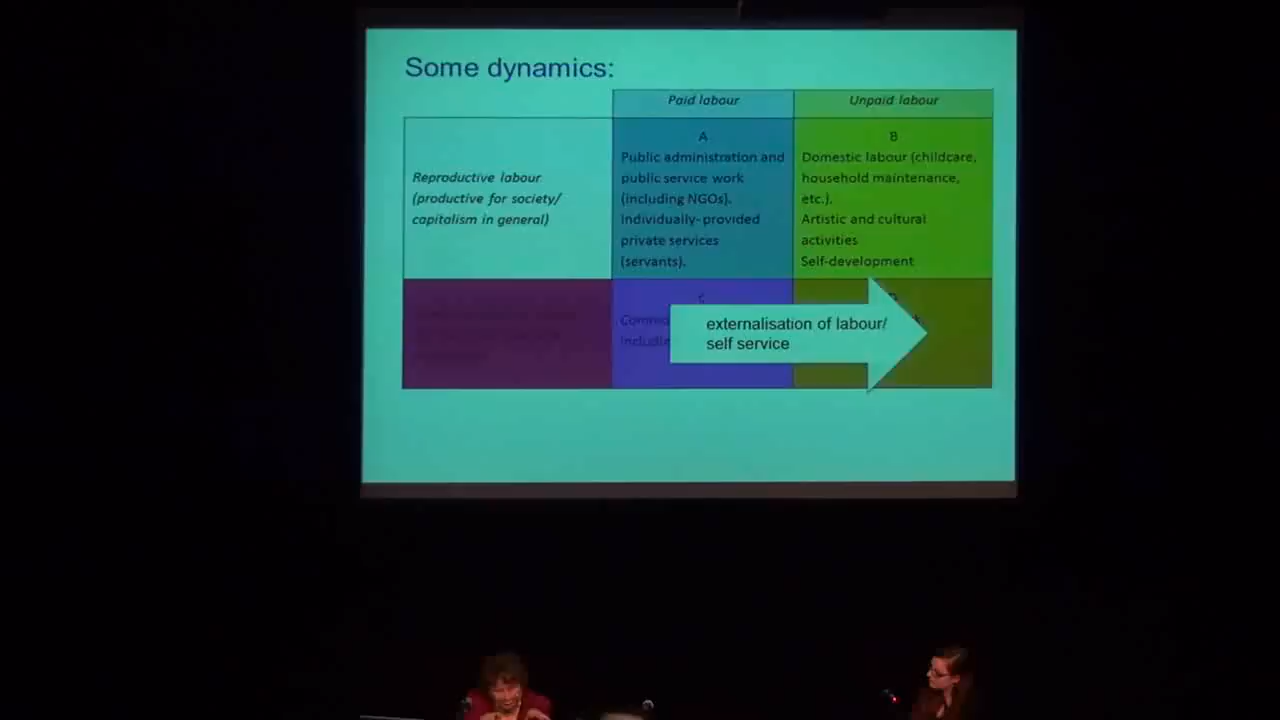 Some dynamics:
Paid labour
Unpaid labour
Reproductive labour
(productive for society/
capitalism in general)
A
Public administration and
public service work
(including NGOs).
Individually- provided
private services
(servants).
B
Domestic labour (childcare,
household maintenance,
etc.).
Artistic and cultural
activities
Self-development
C
externalisation of labour/
self service